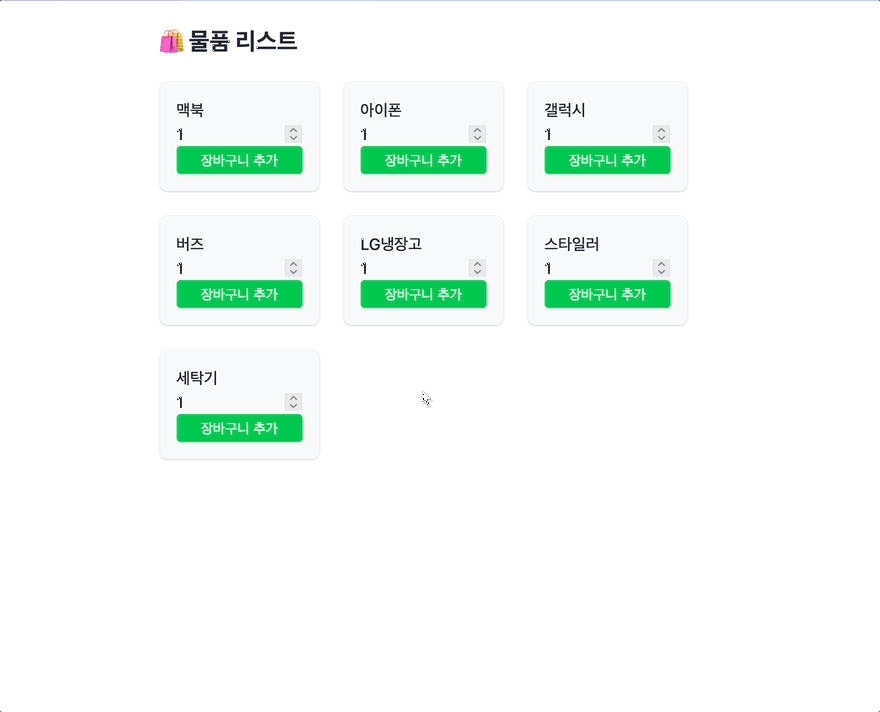 🛍️ 물품 리스트
맥북
1
장바구니 추가
아이폰
1
장바구니 추가
갤럭시
1
장바구니 추가
버즈
1
장바구니 추가
LG냉장고
1
장바구니 추가
스타일러
1
장바구니 추가
세탁기
1
장바구니 추가